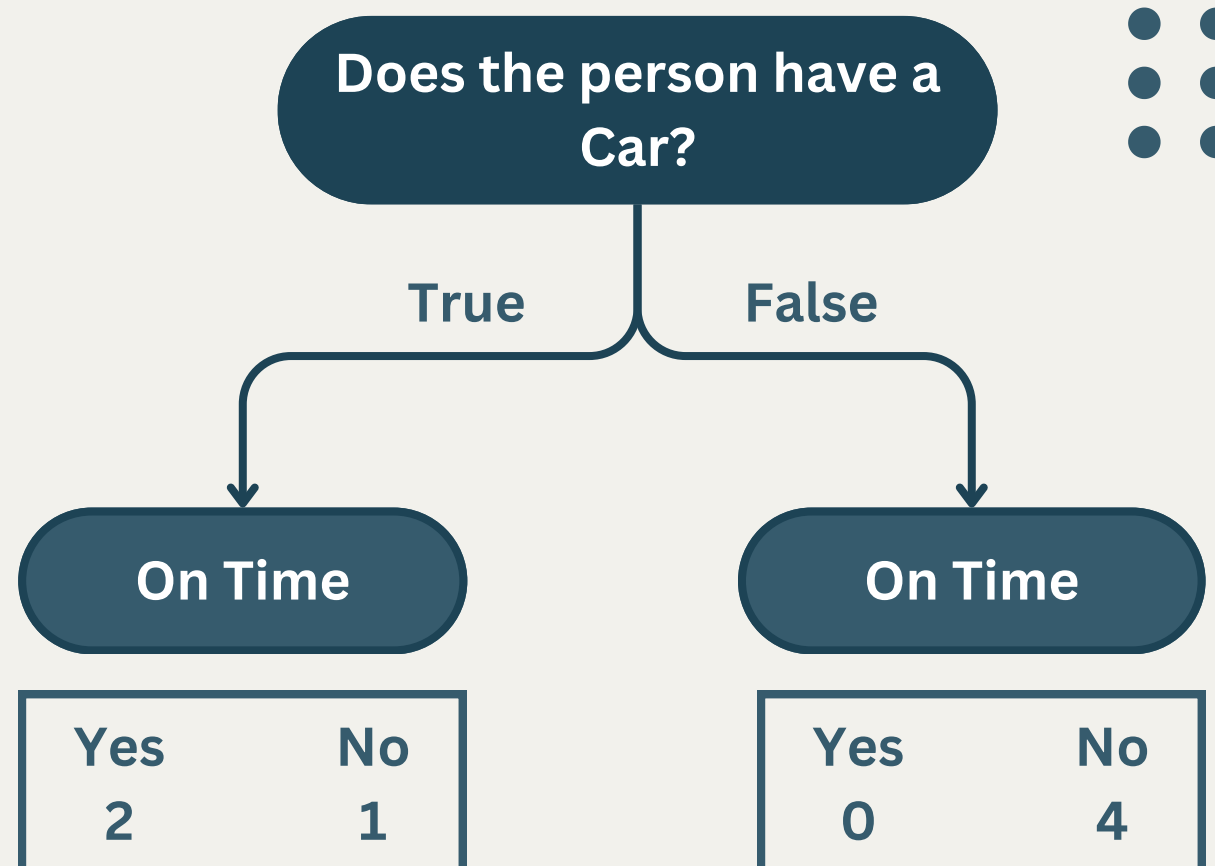 Does the person have a
Car?
True
False
On Time
On Time
Yes No
2 1
Yes No
0 4